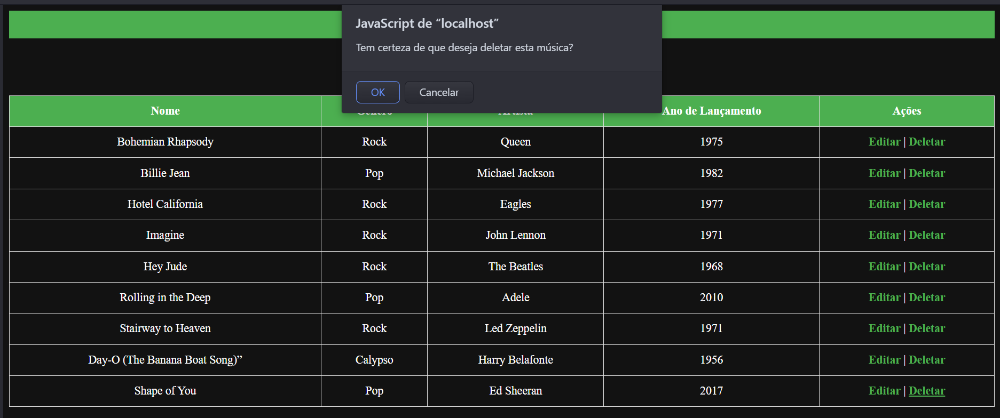 JavaScript de “localhost”
Tem certeza de que deseja deletar esta música?
OK Cancelar
Nome Gênero Artista Ano de Lançamento Ações
Bohemian Rhapsody Rock Queen 1975 Editar | Deletar
Billie Jean Pop Michael Jackson 1982 Editar | Deletar
Hotel California Rock Eagles 1977 Editar | Deletar
Imagine Rock John Lennon 1971 Editar | Deletar
Hey Jude Rock The Beatles 1968 Editar | Deletar
Rolling in the Deep Pop Adele 2010 Editar | Deletar
Stairway to Heaven Rock Led Zeppelin 1971 Editar | Deletar
Day-O (The Banana Boat Song)” Calypso Harry Belafonte 1956 Editar | Deletar
Shape of You Pop Ed Sheeran 2017 Editar | Deletar